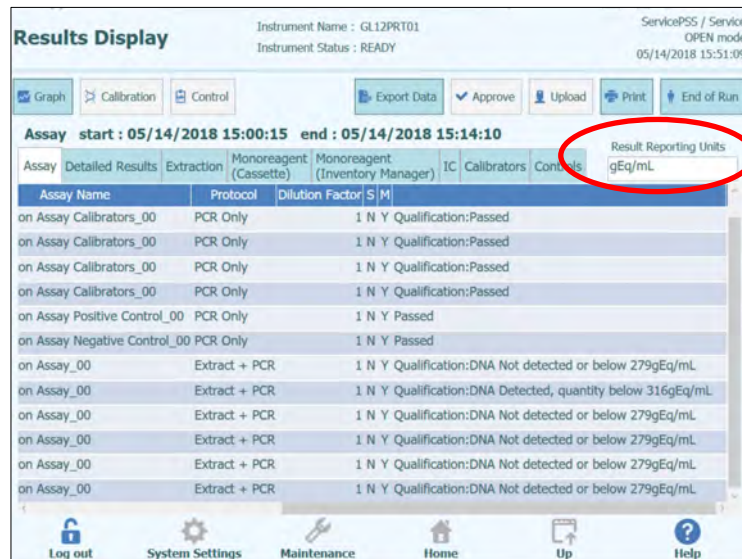 Results Display
Instrument Name : GL12PRT01
Instrument Status : READY
ServicePSS / Service
OPEN mode
05/14/2018 15:51:09
Graph Calibration Control Export Data Approve Upload Print End of Run
Assay start : 05/14/2018 15:00:15 end : 05/14/2018 15:14:10
Result Reporting Units
gEq/mL
Assay Detailed Results Extraction Monoreagent (Cassette) Monoreagent (Inventory Manager) IC Calibrators Controls
Assay Name Protocol Dilution Factor S M
on Assay Calibrators_00 PCR Only 1 N Y Qualification:Passed
on Assay Calibrators_00 PCR Only 1 N Y Qualification:Passed
on Assay Calibrators_00 PCR Only 1 N Y Qualification:Passed
on Assay Calibrators_00 PCR Only 1 N Y Qualification:Passed
on Assay Positive Control_00 PCR Only 1 N Y Passed
on Assay Negative Control_00 PCR Only 1 N Y Passed
on Assay_00 Extract + PCR 1 N Y Qualification:DNA Not detected or below 279gEq/mL
on Assay_00 Extract + PCR 1 N Y Qualification:DNA Detected, quantity below 316gEq/mL
on Assay_00 Extract + PCR 1 N Y Qualification:DNA Not detected or below 279gEq/mL
on Assay_00 Extract + PCR 1 N Y Qualification:DNA Not detected or below 279gEq/mL
on Assay_00 Extract + PCR 1 N Y Qualification:DNA Not detected or below 279gEq/mL
on Assay_00 Extract + PCR 1 N Y Qualification:DNA Not detected or below 279gEq/mL
Log out System Settings Maintenance Home Up Help